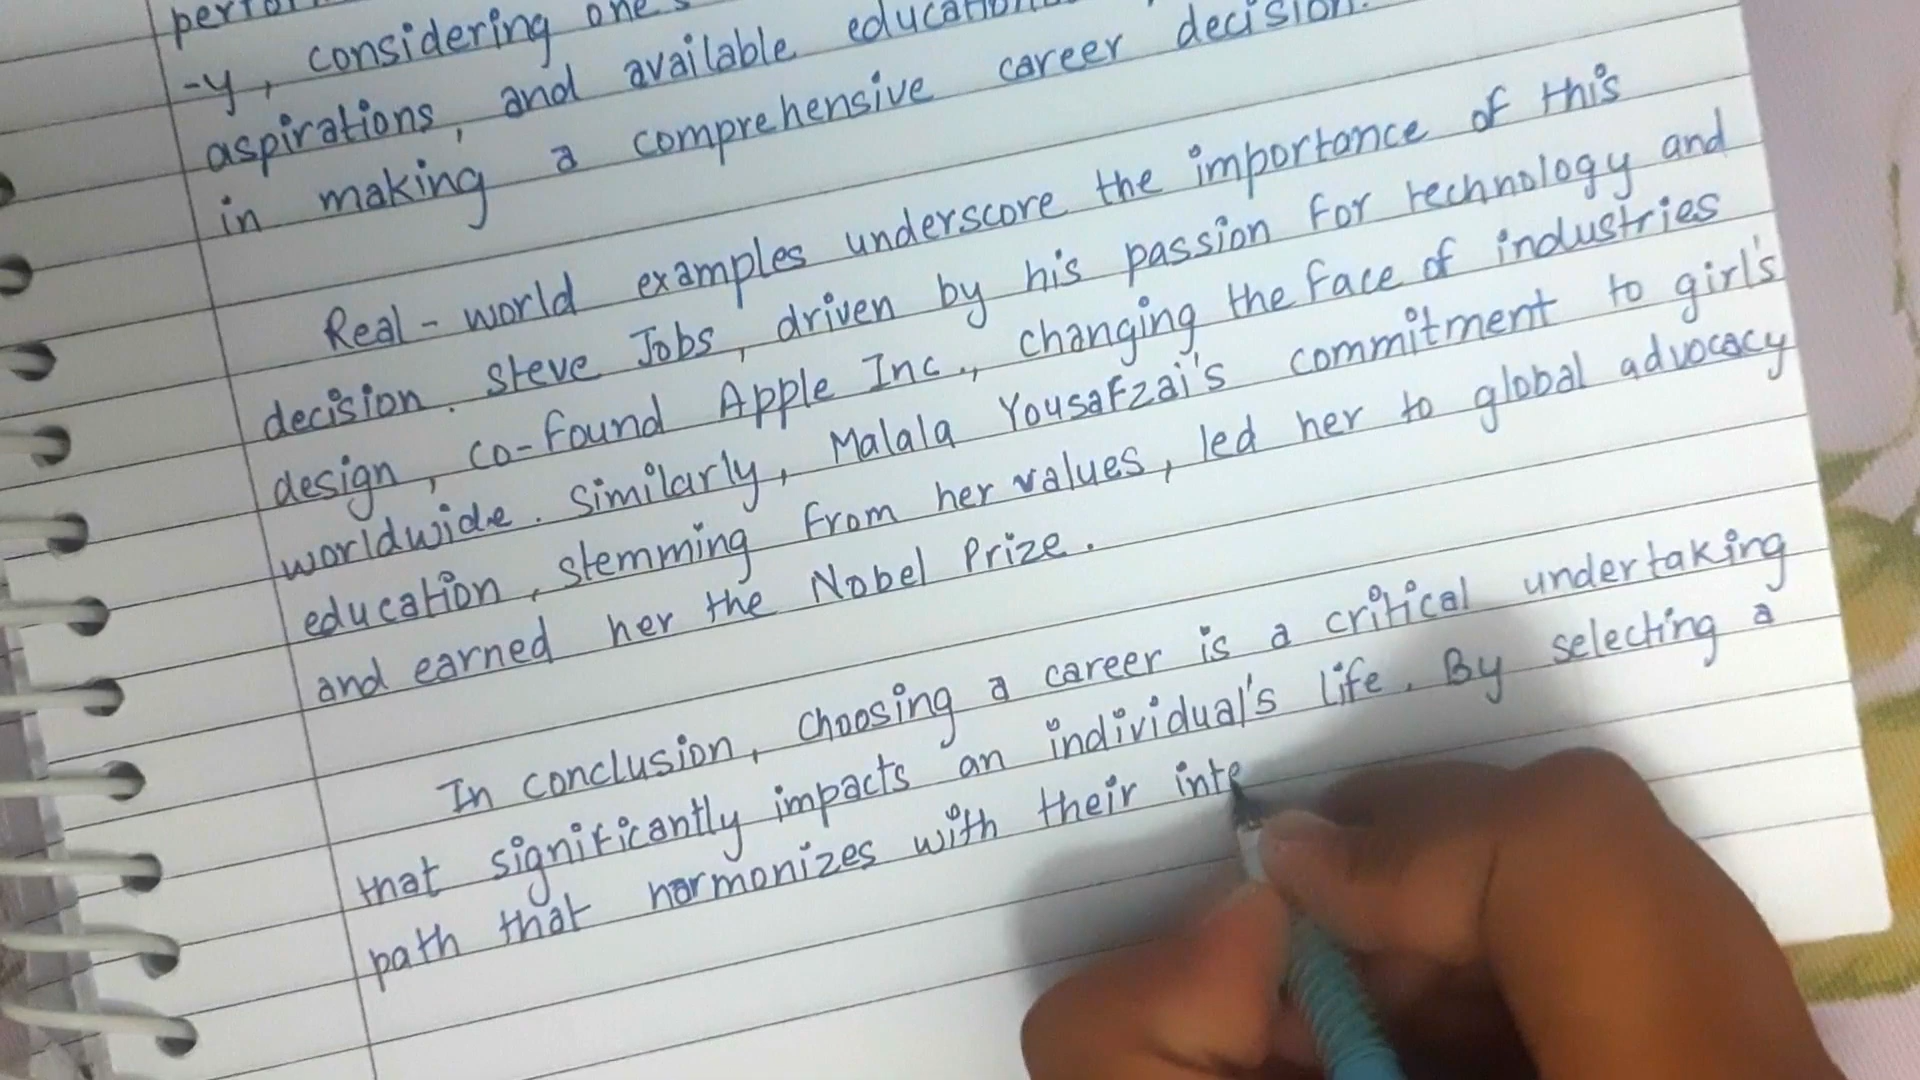 -y, considering one's
aspirations, and available
in making a comprehensive career decision.
Real-world examples underscore the importance of this
decision. Steve Jobs, driven by his passion for technology and
design, co-found Apple Inc., changing the face of industries
worldwide. Similarly, Malala Yousafzai's commitment to girl's
education, stemming from her values, led her to global advocacy
and earned her the Nobel Prize.
In conclusion, choosing a career is a critical undertaking
that significantly impacts an individual's life. By selecting a
path that harmonizes with their inte